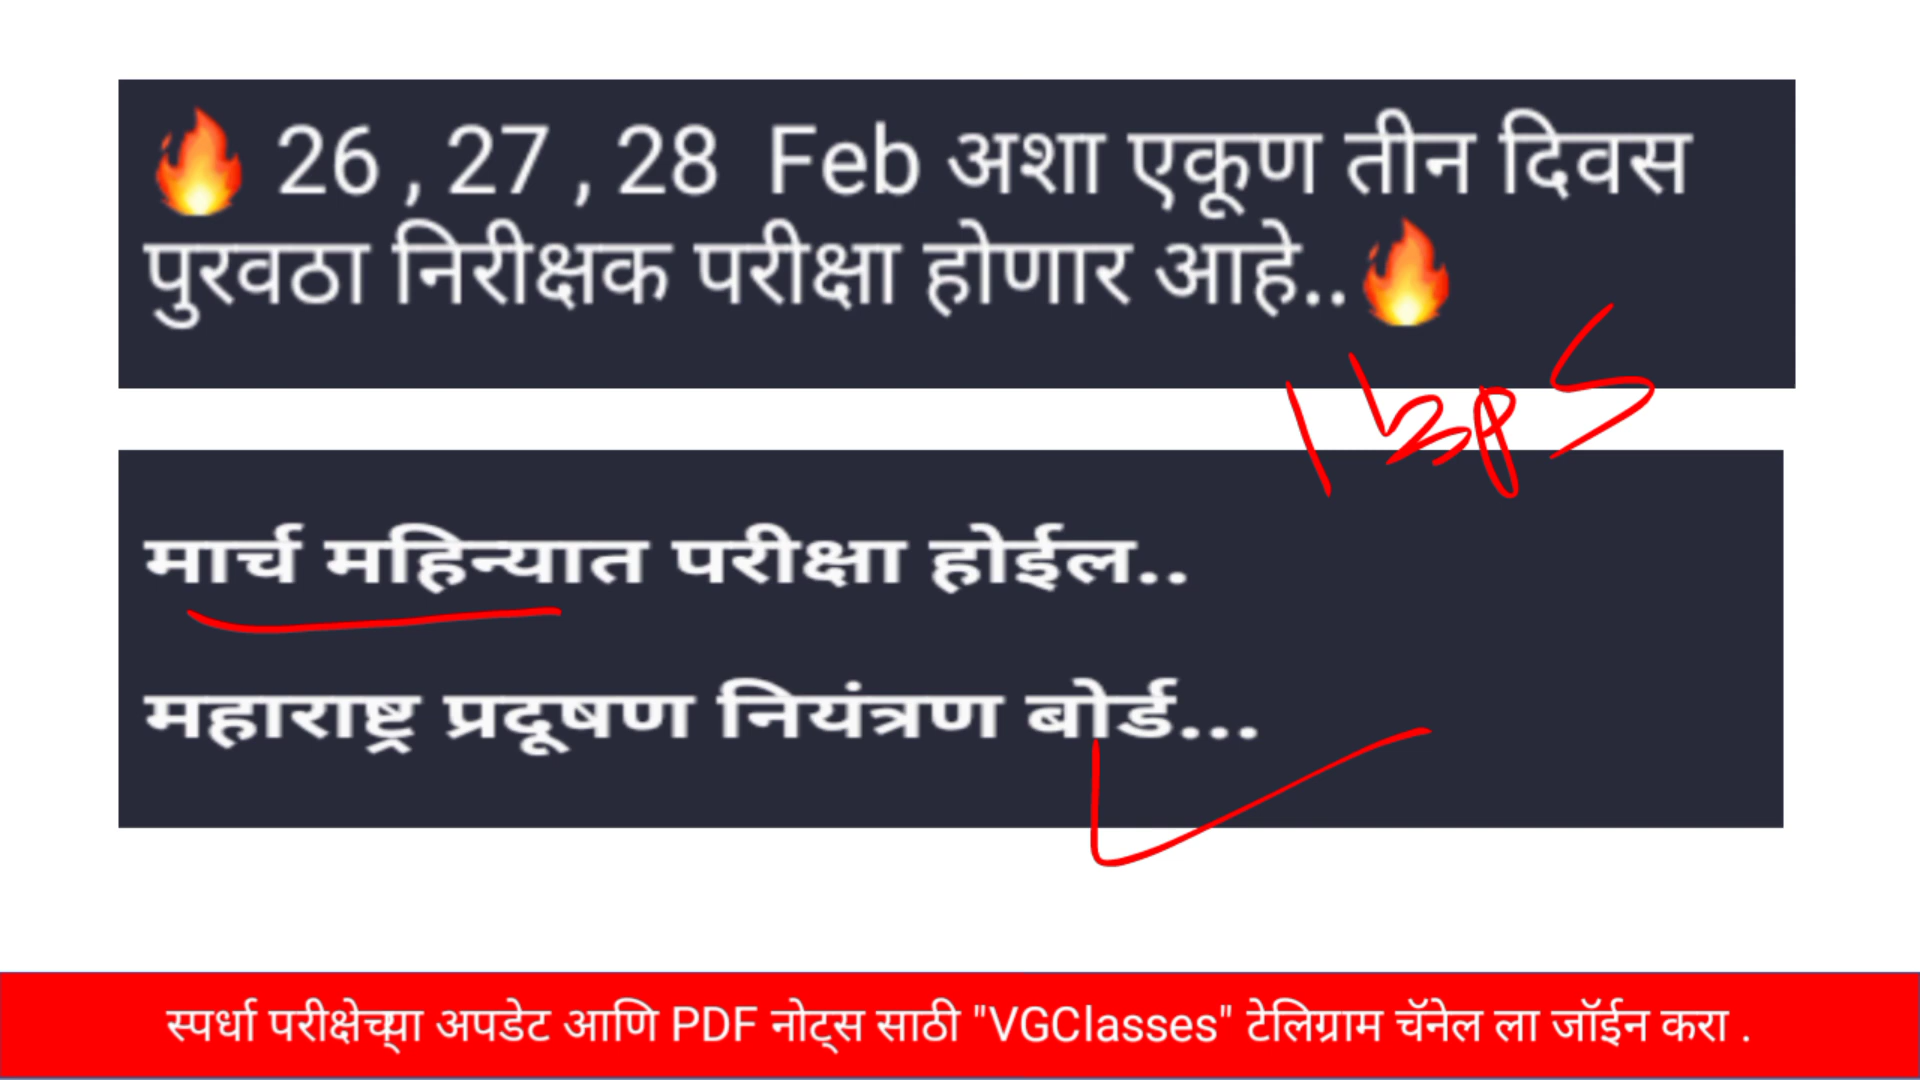 🔥 26 , 27 , 28 Feb अशा एकूण तीन दिवस
पुरवठा निरीक्षक परीक्षा होणार आहे..🔥
IBPS
मार्च महिन्यात परीक्षा होईल..
महाराष्ट्र प्रदूषण नियंत्रण बोर्ड...
स्पर्धा परीक्षेच्या अपडेट आणि PDF नोट्स साठी "VGClasses" टेलिग्राम चॅनेल ला जॉईन करा .